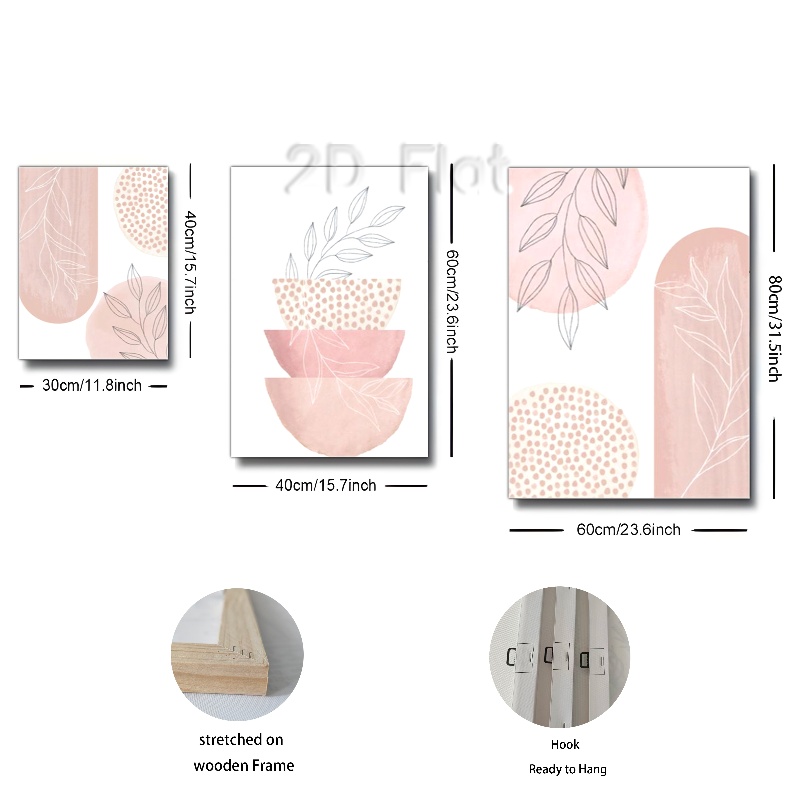 2D Flat
40cm/15.7inch
30cm/11.8inch
60cm/23.6inch
40cm/15.7inch
80cm/31.5inch
60cm/23.6inch
stretched on
wooden Frame
Hook
Ready to Hang